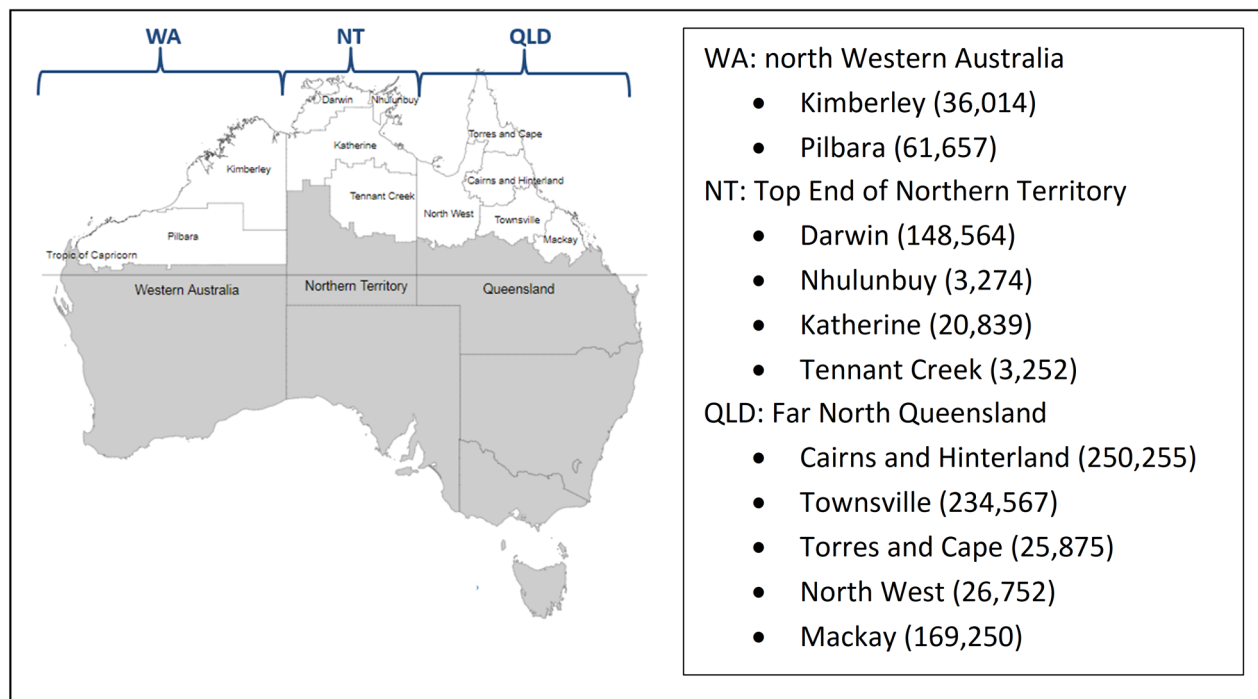 WA NT QLD
Darwin Nhulunbuy
Torres and Cape
Katherine
Kimberley
Cairns and Hinterland
Tennant Creek
North West
Townsville
Pilbara
Mackay
Tropic of Capricorn
Western Australia
Northern Territory
Queensland
WA: north Western Australia
• Kimberley (36,014)
• Pilbara (61,657)
NT: Top End of Northern Territory
• Darwin (148,564)
• Nhulunbuy (3,274)
• Katherine (20,839)
• Tennant Creek (3,252)
QLD: Far North Queensland
• Cairns and Hinterland (250,255)
• Townsville (234,567)
• Torres and Cape (25,875)
• North West (26,752)
• Mackay (169,250)